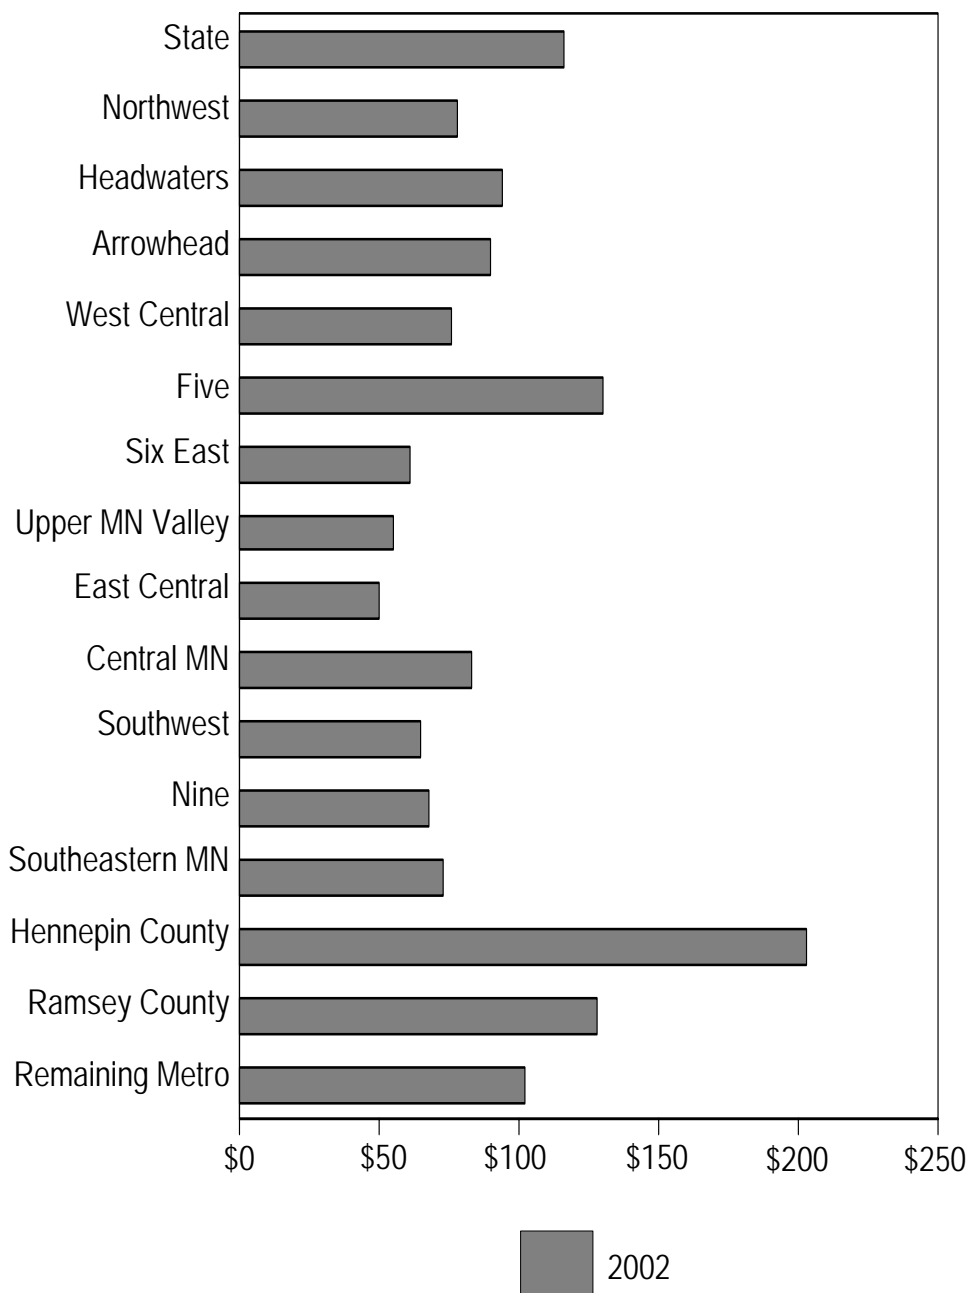 State
Northwest
Headwaters
Arrowhead
West Central
Five
Six East
Upper MN Valley
East Central
Central MN
Southwest
Nine
Southeastern MN
Hennepin County
Ramsey County
Remaining Metro
$0 $50 $100 $150 $200 $250
2002